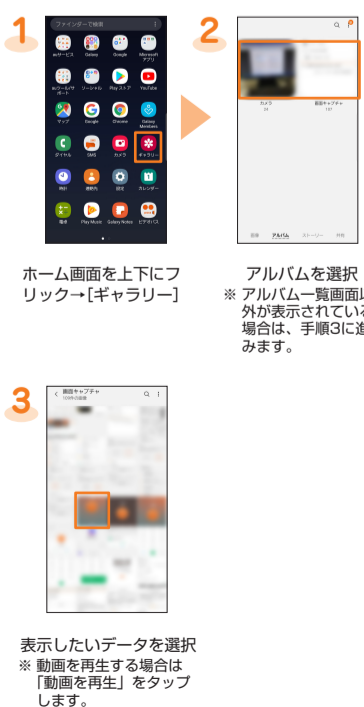 1
ファインダーで検索
auサービス
Galaxy
Google
Microsoft
アプリ
auツール/サ
ポート
ソーシャル
Play ストア
YouTube
マップ
Google
Chrome
Galaxy
Members
ダイヤル
SMS
カメラ
ギャラリー
時計
連絡先
設定
カレンダー
電卓
Play Music
Galaxy Notes
ビデオパス
ホーム画面を上下にフ
リック→[ギャラリー]
2
カメラ
画面キャプチャ
画像
アルバム
ストーリー
共有
アルバムを選択
※ アルバム一覧画面以
外が表示されている
場合は、手順3に進
みます。
3
画面キャプチャ
表示したいデータを選択
※ 動画を再生する場合は
「動画を再生」をタップ
します。